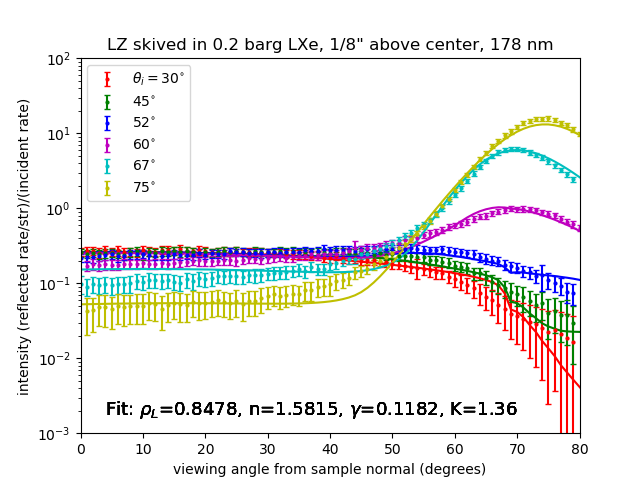 LZ skived in 0.2 barg LXe, 1/8" above center, 178 nm
intensity (reflected rate/str)/(incident rate)
10²
10¹
10⁰
10⁻¹
10⁻²
10⁻³
θᵢ = 30°
45°
52°
60°
67°
75°
Fit: ρ_L=0.8478, n=1.5815, γ=0.1182, K=1.36
0 10 20 30 40 50 60 70 80
viewing angle from sample normal (degrees)